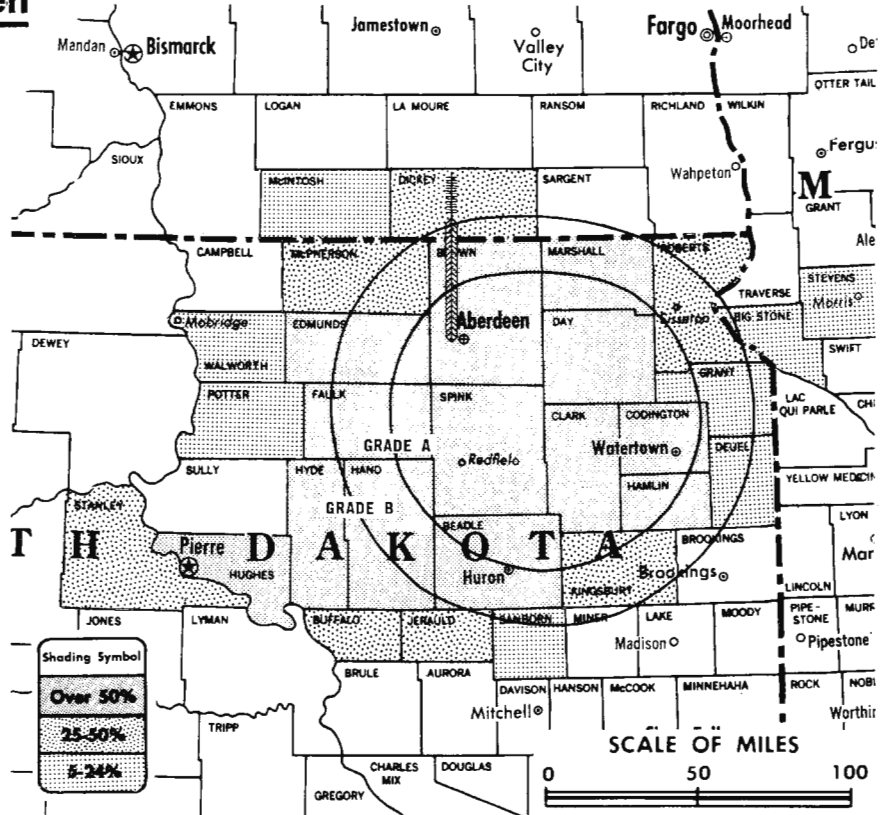 Jamestown
Fargo
Moorhead
Mandan
Bismarck
Valley
City
OTTER TAIL
EMMONS
LOGAN
LA MOURE
RANSOM
RICHLAND
WILKIN
SIOUX
Wahpeton
McINTOSH
DICKEY
SARGENT
M
GRANT
CAMPBELL
McPHERSON
BROWN
MARSHALL
ROBERTS
STEVENS
TRAVERSE
Morris
Mobridge
EDMUNDS
Aberdeen
DAY
Sisseton
BIG STONE
DEWEY
WALWORTH
SWIFT
GRANT
POTTER
FAULK
SPINK
LAC
QUI PARLE
CLARK
CODINGTON
GRADE A
Watertown
DEUEL
Redfield
SULLY
HYDE
HAND
HAMLIN
YELLOW MEDICIN
STANLEY
GRADE B
LYON
BEADLE
BROOKINGS
T H D A K O T A
Pierre
HUGHES
Huron
KINGSBURY
Brookings
LINCOLN
JONES
LYMAN
BUFFALO
JERAULD
SANBORN
MINER
LAKE
MOODY
PIPE-
STONE
Madison
Pipestone
Shading Symbol
Over 50%
25-50%
5-24%
BRULE
AURORA
DAVISON
HANSON
McCOOK
MINNEHAHA
ROCK
Mitchell
TRIPP
SCALE OF MILES
CHARLES
MIX
DOUGLAS
0 50 100
GREGORY